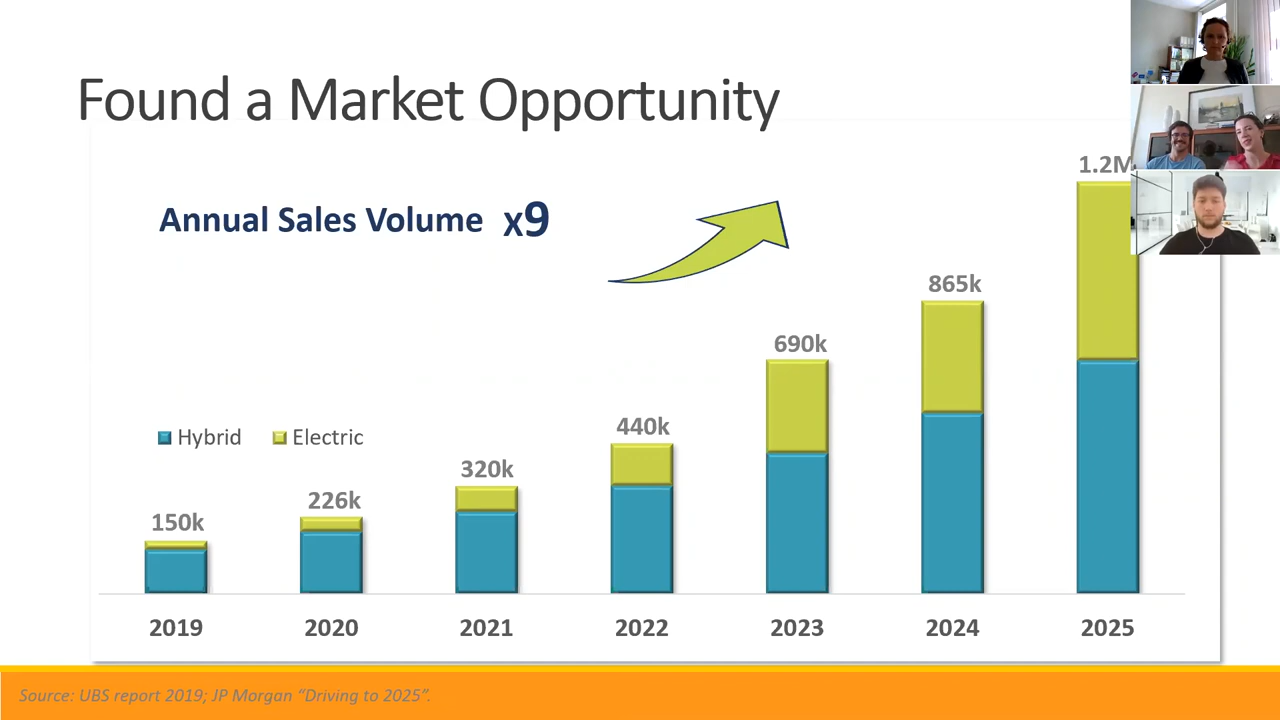 Found a Market Opportunity
Annual Sales Volume x9
1.2M
865k
690k
440k
320k
226k
150k
Hybrid Electric
2019 2020 2021 2022 2023 2024 2025
Source: UBS report 2019; JP Morgan “Driving to 2025”.